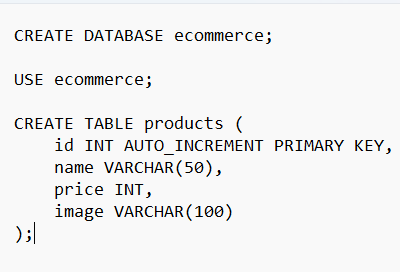 CREATE DATABASE ecommerce;
USE ecommerce;
CREATE TABLE products (
    id INT AUTO_INCREMENT PRIMARY KEY,
    name VARCHAR(50),
    price INT,
    image VARCHAR(100)
);